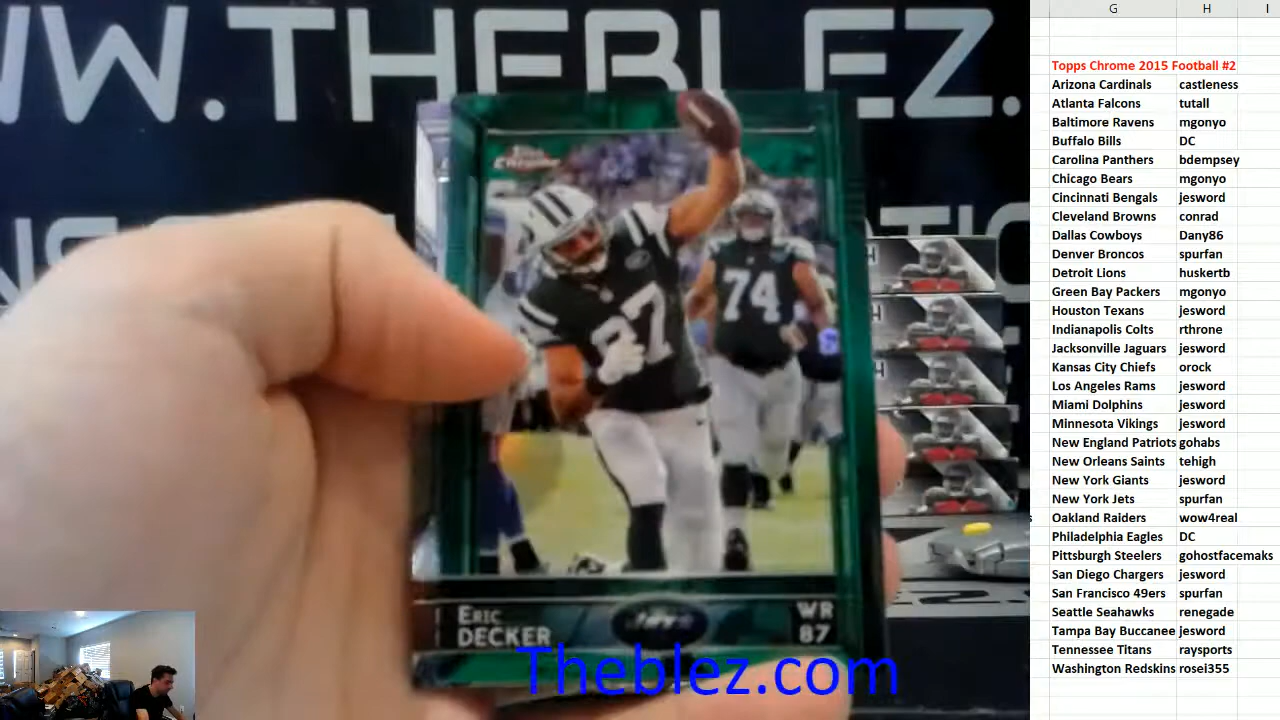 WW.THEBLEZ.
Topps
Chrome
74
87
ERIC
DECKER
WR
87
Theblez.com
G H I
Topps Chrome 2015 Football #2
Arizona Cardinals castleness
Atlanta Falcons tutall
Baltimore Ravens mgonyo
Buffalo Bills DC
Carolina Panthers bdempsey
Chicago Bears mgonyo
Cincinnati Bengals jesword
Cleveland Browns conrad
Dallas Cowboys Dany86
Denver Broncos spurfan
Detroit Lions huskertb
Green Bay Packers mgonyo
Houston Texans jesword
Indianapolis Colts rthrone
Jacksonville Jaguars jesword
Kansas City Chiefs orock
Los Angeles Rams jesword
Miami Dolphins jesword
Minnesota Vikings jesword
New England Patriots gohabs
New Orleans Saints tehigh
New York Giants jesword
New York Jets spurfan
Oakland Raiders wow4real
Philadelphia Eagles DC
Pittsburgh Steelers gohostfacemaks
San Diego Chargers jesword
San Francisco 49ers spurfan
Seattle Seahawks renegade
Tampa Bay Buccanee jesword
Tennessee Titans raysports
Washington Redskins rosei355